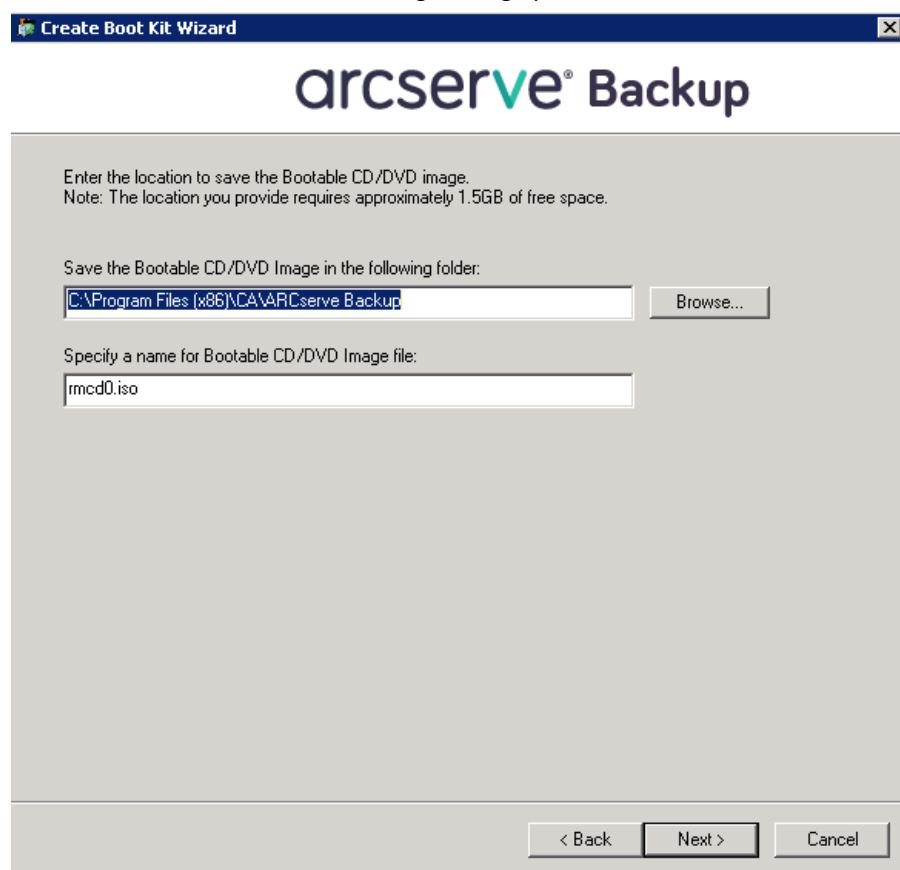 Create Boot Kit Wizard
arcserve® Backup
Enter the location to save the Bootable CD/DVD image.
Note: The location you provide requires approximately 1.5GB of free space.
Save the Bootable CD/DVD Image in the following folder:
C:\Program Files (x86)\CA\ARCserve Backup
Browse...
Specify a name for Bootable CD/DVD Image file:
rmcd0.iso
< Back Next > Cancel